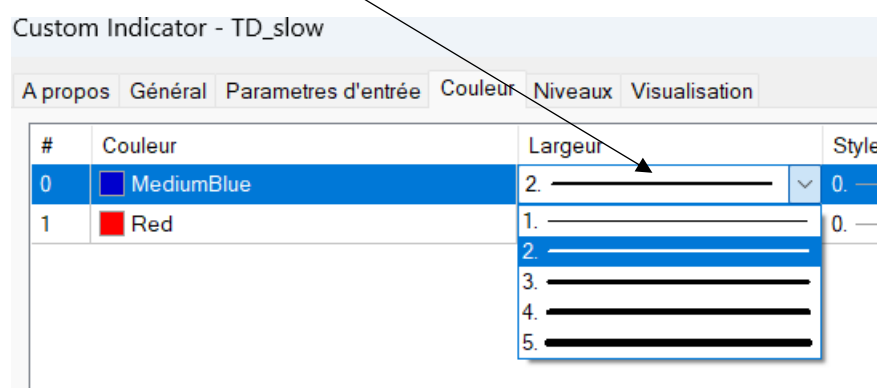 Custom Indicator - TD_slow
A propos Général Parametres d'entrée Couleur Niveaux Visualisation
# Couleur Largeur Style
0 MediumBlue 2. 0.
1 Red 1. 0.
2.
3.
4.
5.